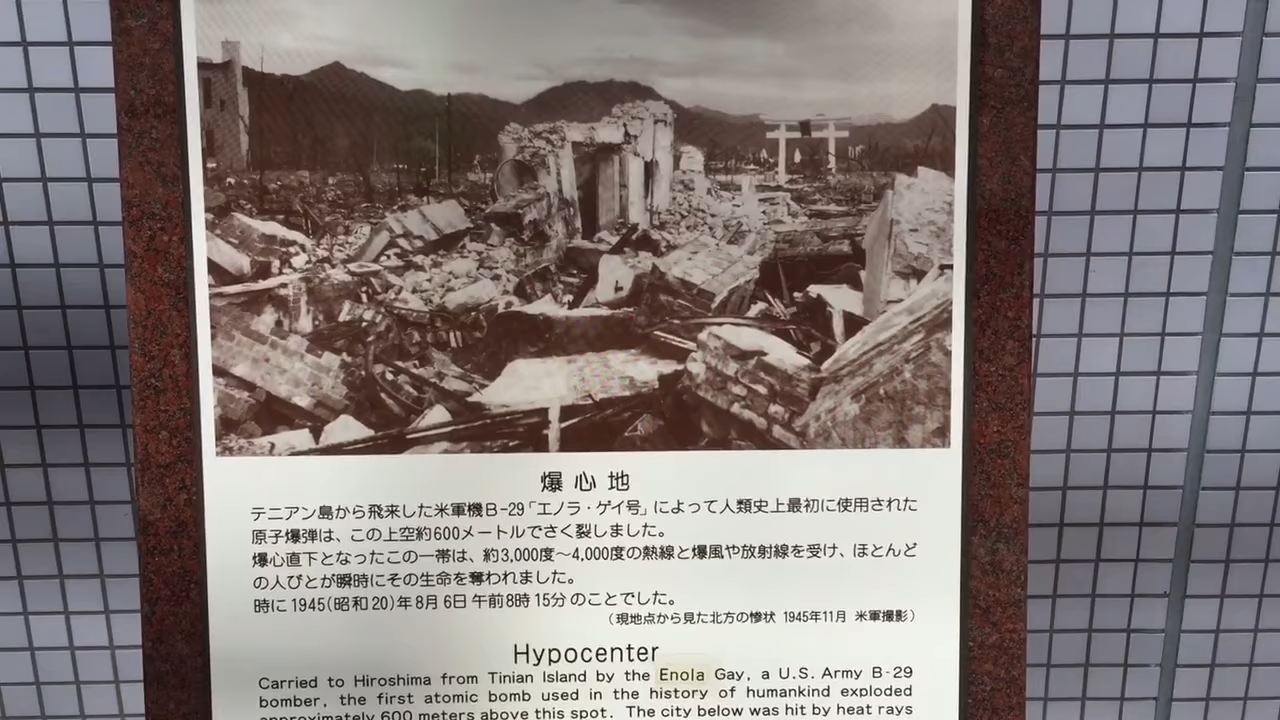 爆心地
テニアン島から飛来した米軍機B-29「エノラ・ゲイ号」によって人類史上最初に使用された
原子爆弾は、この上空約600メートルでさく裂しました。
爆心直下となったこの一帯は、約3,000度〜4,000度の熱線と爆風や放射線を受け、ほとんど
の人びとが瞬時にその生命を奪われました。
時に1945(昭和20)年8月6日午前8時15分のことでした。
(現地点から見た北方の惨状 1945年11月 米軍撮影)
Hypocenter
Carried to Hiroshima from Tinian Island by the Enola Gay, a U.S. Army B-29
bomber, the first atomic bomb used in the history of humankind exploded
approximately 600 meters above this spot. The city below was hit by heat rays